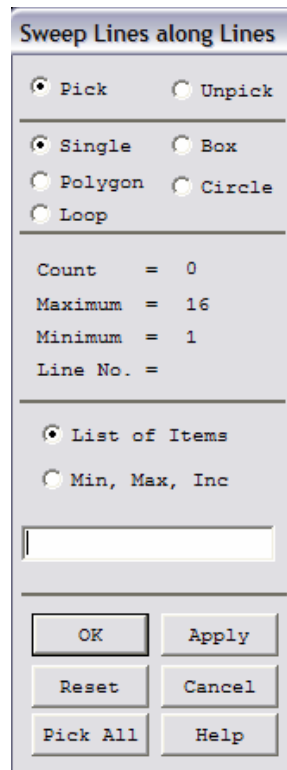 Sweep Lines along Lines
Pick Unpick
Single Box
Polygon Circle
Loop
Count = 0
Maximum = 16
Minimum = 1
Line No. =
List of Items
Min, Max, Inc
OK Apply
Reset Cancel
Pick All Help